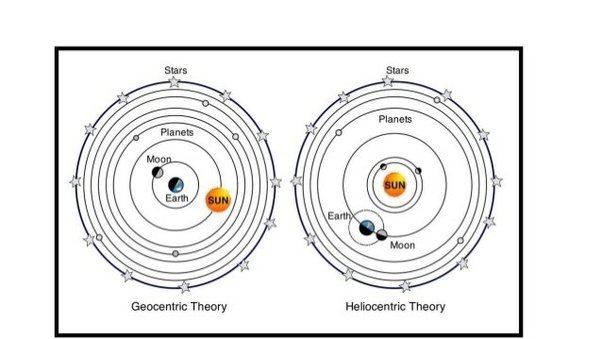 Stars
Planets
Moon
Earth
SUN
Geocentric Theory
Stars
Planets
SUN
Earth
Moon
Heliocentric Theory